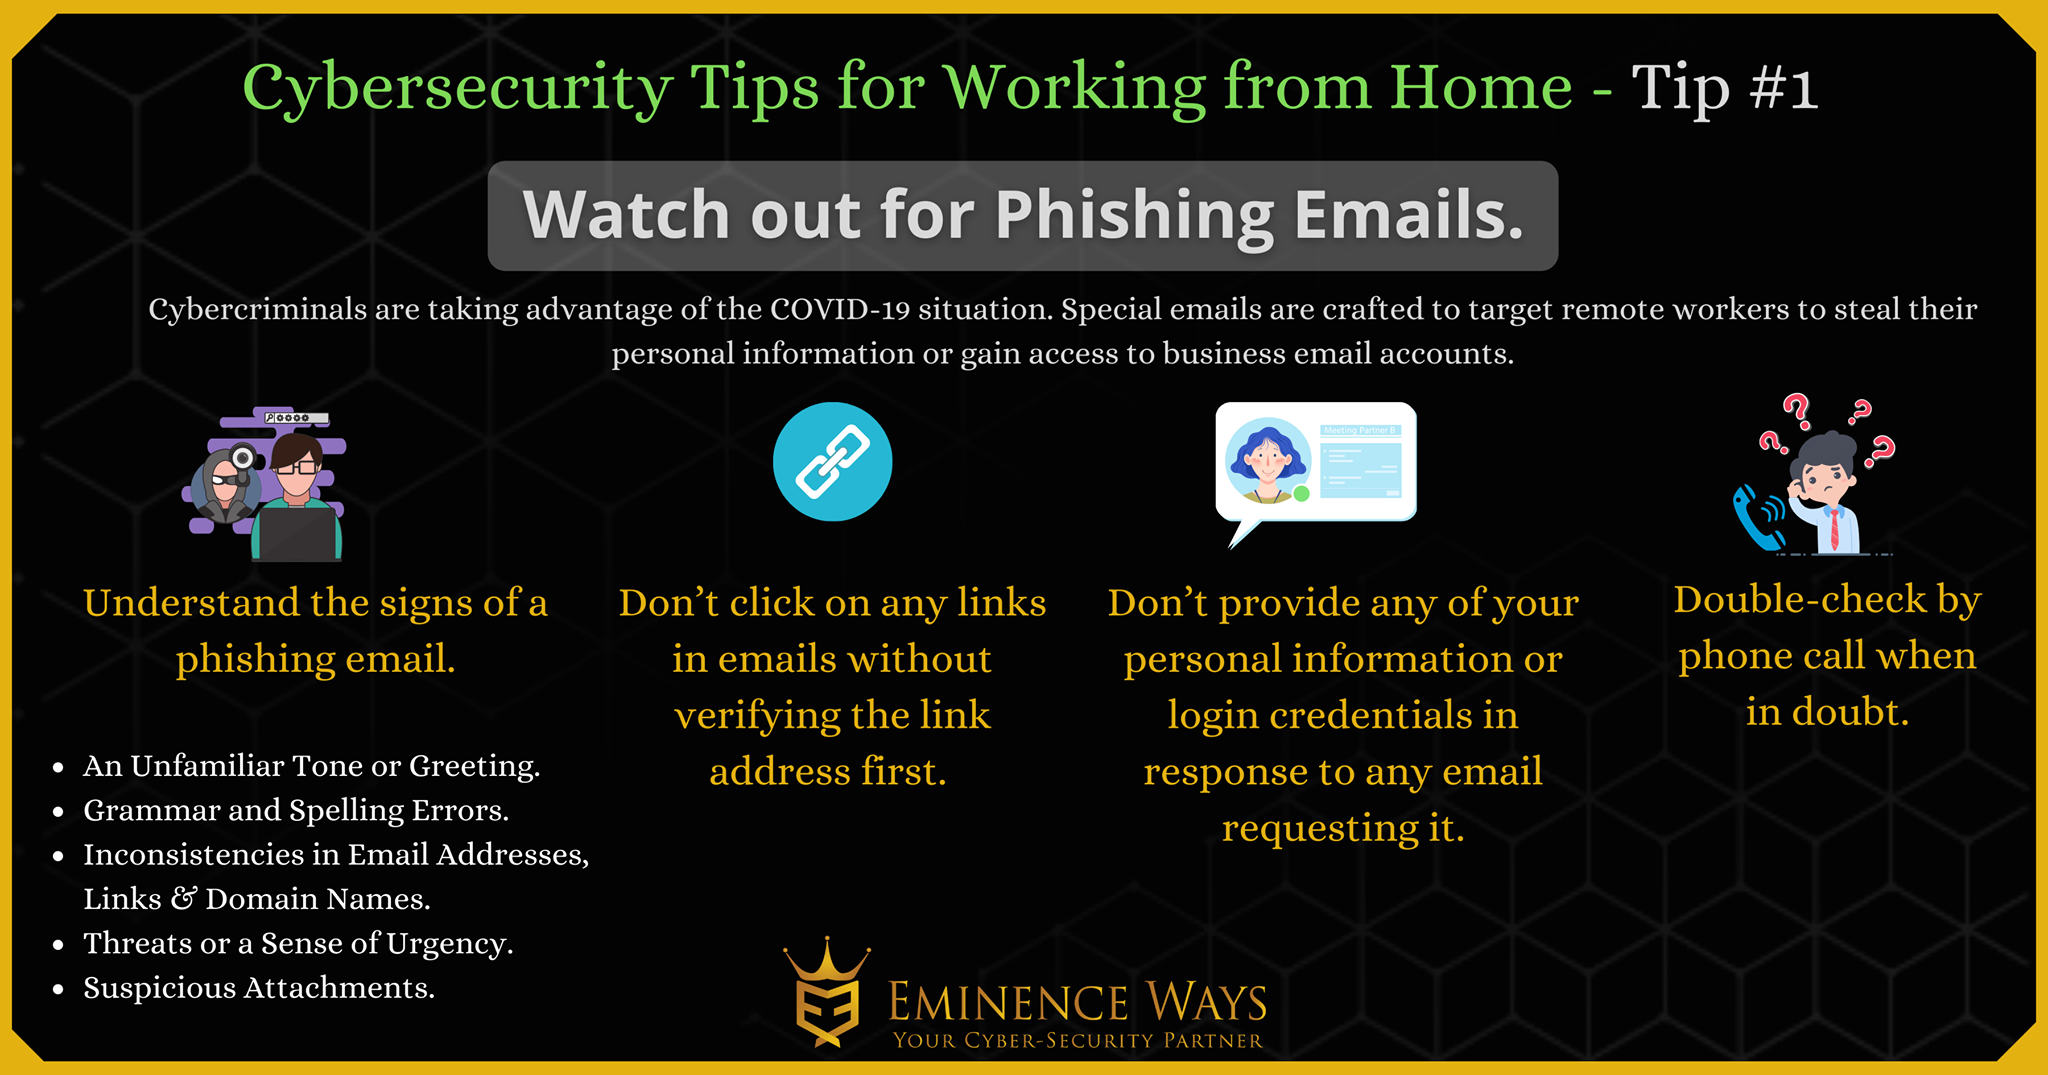 Cybersecurity Tips for Working from Home - Tip #1
Watch out for Phishing Emails.
Cybercriminals are taking advantage of the COVID-19 situation. Special emails are crafted to target remote workers to steal their
personal information or gain access to business email accounts.
Meeting Partner B
Understand the signs of a
phishing email.
• An Unfamiliar Tone or Greeting.
• Grammar and Spelling Errors.
• Inconsistencies in Email Addresses,
Links & Domain Names.
• Threats or a Sense of Urgency.
• Suspicious Attachments.
Don’t click on any links
in emails without
verifying the link
address first.
Don’t provide any of your
personal information or
login credentials in
response to any email
requesting it.
Double-check by
phone call when
in doubt.
EMINENCE WAYS
YOUR CYBER-SECURITY PARTNER